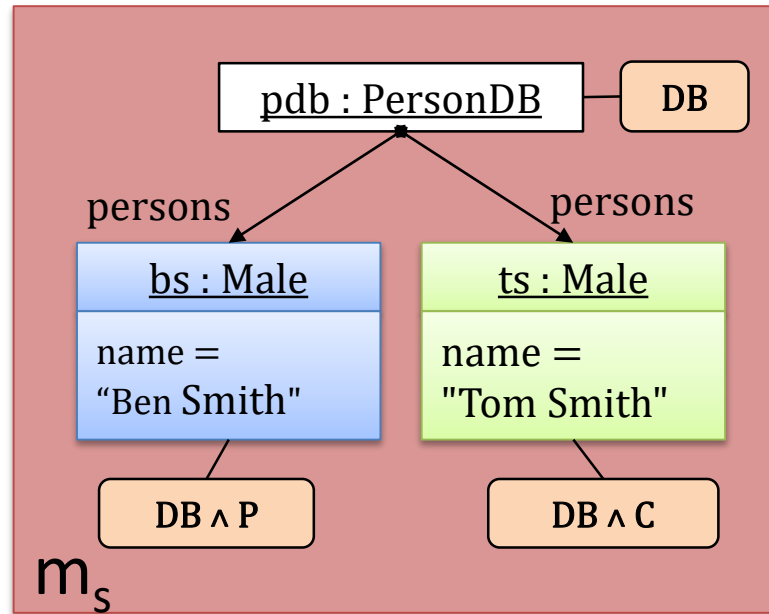 pdb : PersonDB
DB
persons
persons
bs : Male
ts : Male
name =
“Ben Smith"
name =
"Tom Smith"
DB ∧ P
DB ∧ C
ms